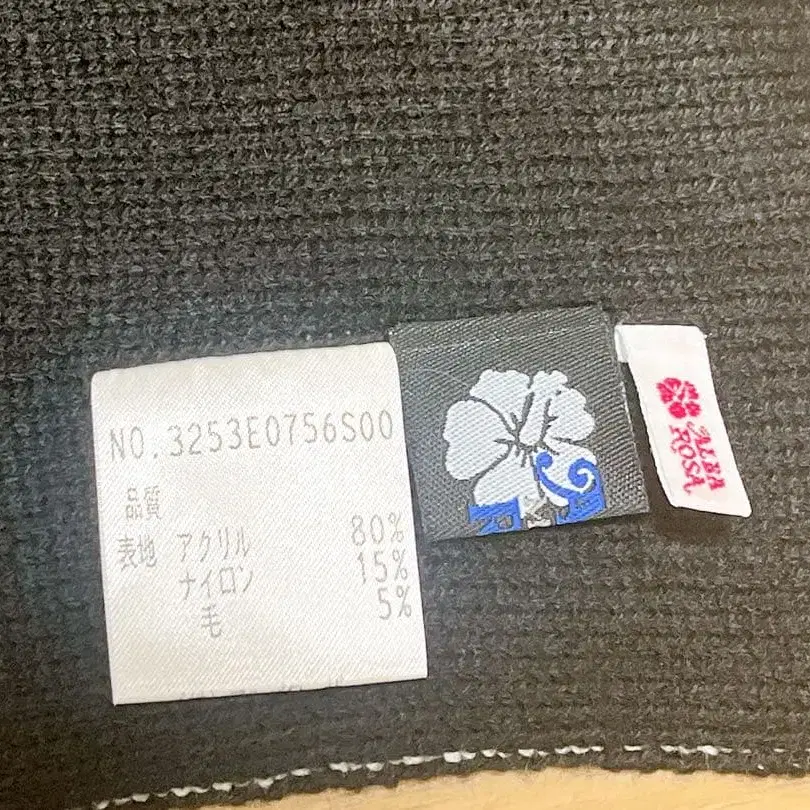 NO.3253E0756S00
品質
表地 アクリル 80%
ナイロン 15%
毛 5%
ALBA
ROSA